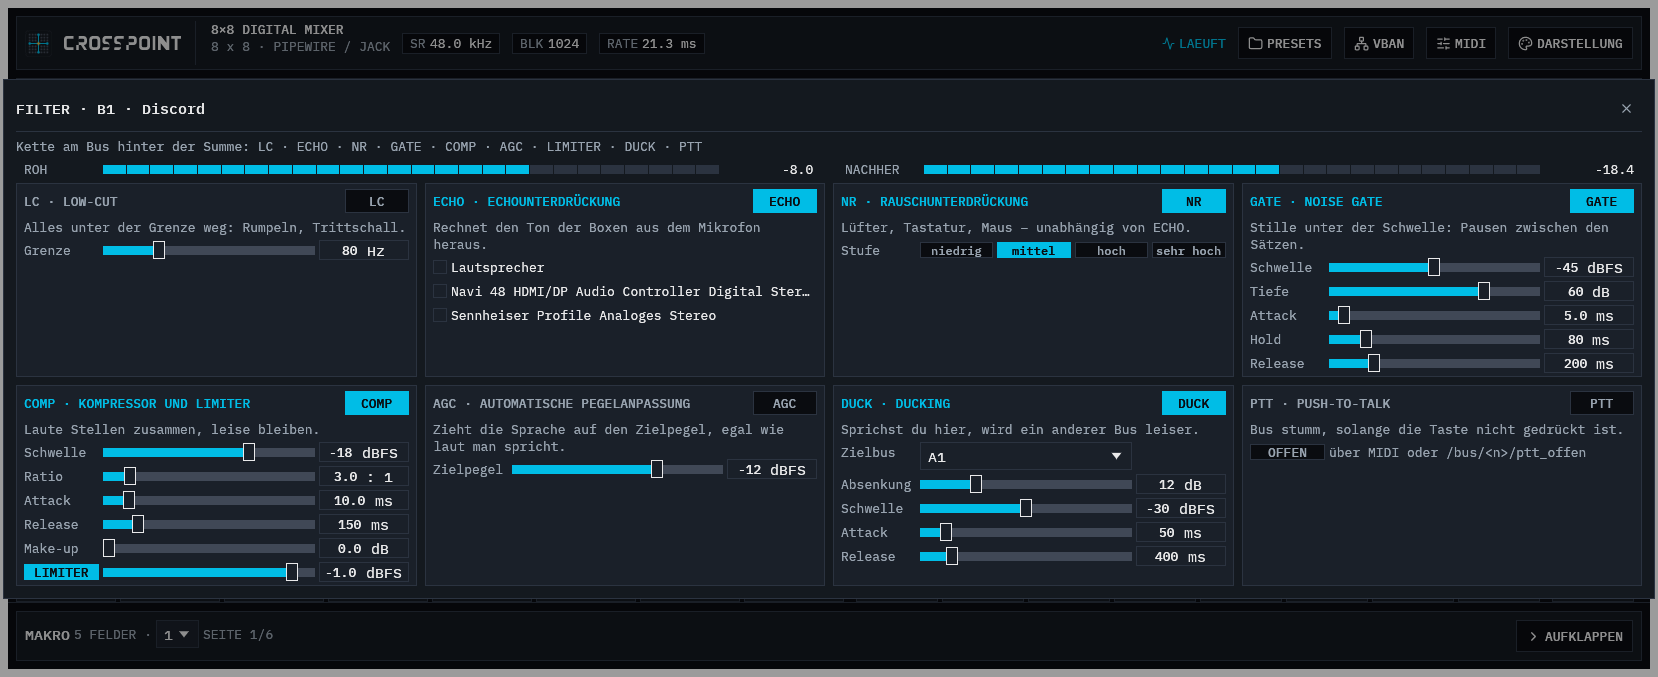 CROSSPOINT
8×8 DIGITAL MIXER
8 x 8 · PIPEWIRE / JACK
SR 48.0 kHz
BLK 1024
RATE 21.3 ms
LAEUFT
PRESETS
VBAN
MIDI
DARSTELLUNG
FILTER · B1 · Discord
×
Kette am Bus hinter der Summe: LC · ECHO · NR · GATE · COMP · AGC · LIMITER · DUCK · PTT
ROH -8.0
NACHHER -18.4
LC · LOW-CUT
LC
Alles unter der Grenze weg: Rumpeln, Trittschall.
Grenze 80 Hz
ECHO · ECHOUNTERDRÜCKUNG
ECHO
Rechnet den Ton der Boxen aus dem Mikrofon
heraus.
Lautsprecher
Navi 48 HDMI/DP Audio Controller Digital Ster…
Sennheiser Profile Analoges Stereo
NR · RAUSCHUNTERDRÜCKUNG
NR
Lüfter, Tastatur, Maus – unabhängig von ECHO.
Stufe niedrig mittel hoch sehr hoch
GATE · NOISE GATE
GATE
Stille unter der Schwelle: Pausen zwischen den
Sätzen.
Schwelle -45 dBFS
Tiefe 60 dB
Attack 5.0 ms
Hold 80 ms
Release 200 ms
COMP · KOMPRESSOR UND LIMITER
COMP
Laute Stellen zusammen, leise bleiben.
Schwelle -18 dBFS
Ratio 3.0 : 1
Attack 10.0 ms
Release 150 ms
Make-up 0.0 dB
LIMITER -1.0 dBFS
AGC · AUTOMATISCHE PEGELANPASSUNG
AGC
Zieht die Sprache auf den Zielpegel, egal wie
laut man spricht.
Zielpegel -12 dBFS
DUCK · DUCKING
DUCK
Sprichst du hier, wird ein anderer Bus leiser.
Zielbus A1
Absenkung 12 dB
Schwelle -30 dBFS
Attack 50 ms
Release 400 ms
PTT · PUSH-TO-TALK
PTT
Bus stumm, solange die Taste nicht gedrückt ist.
OFFEN über MIDI oder /bus/<n>/ptt_offen
MAKRO 5 FELDER · 1 SEITE 1/6
AUFKLAPPEN